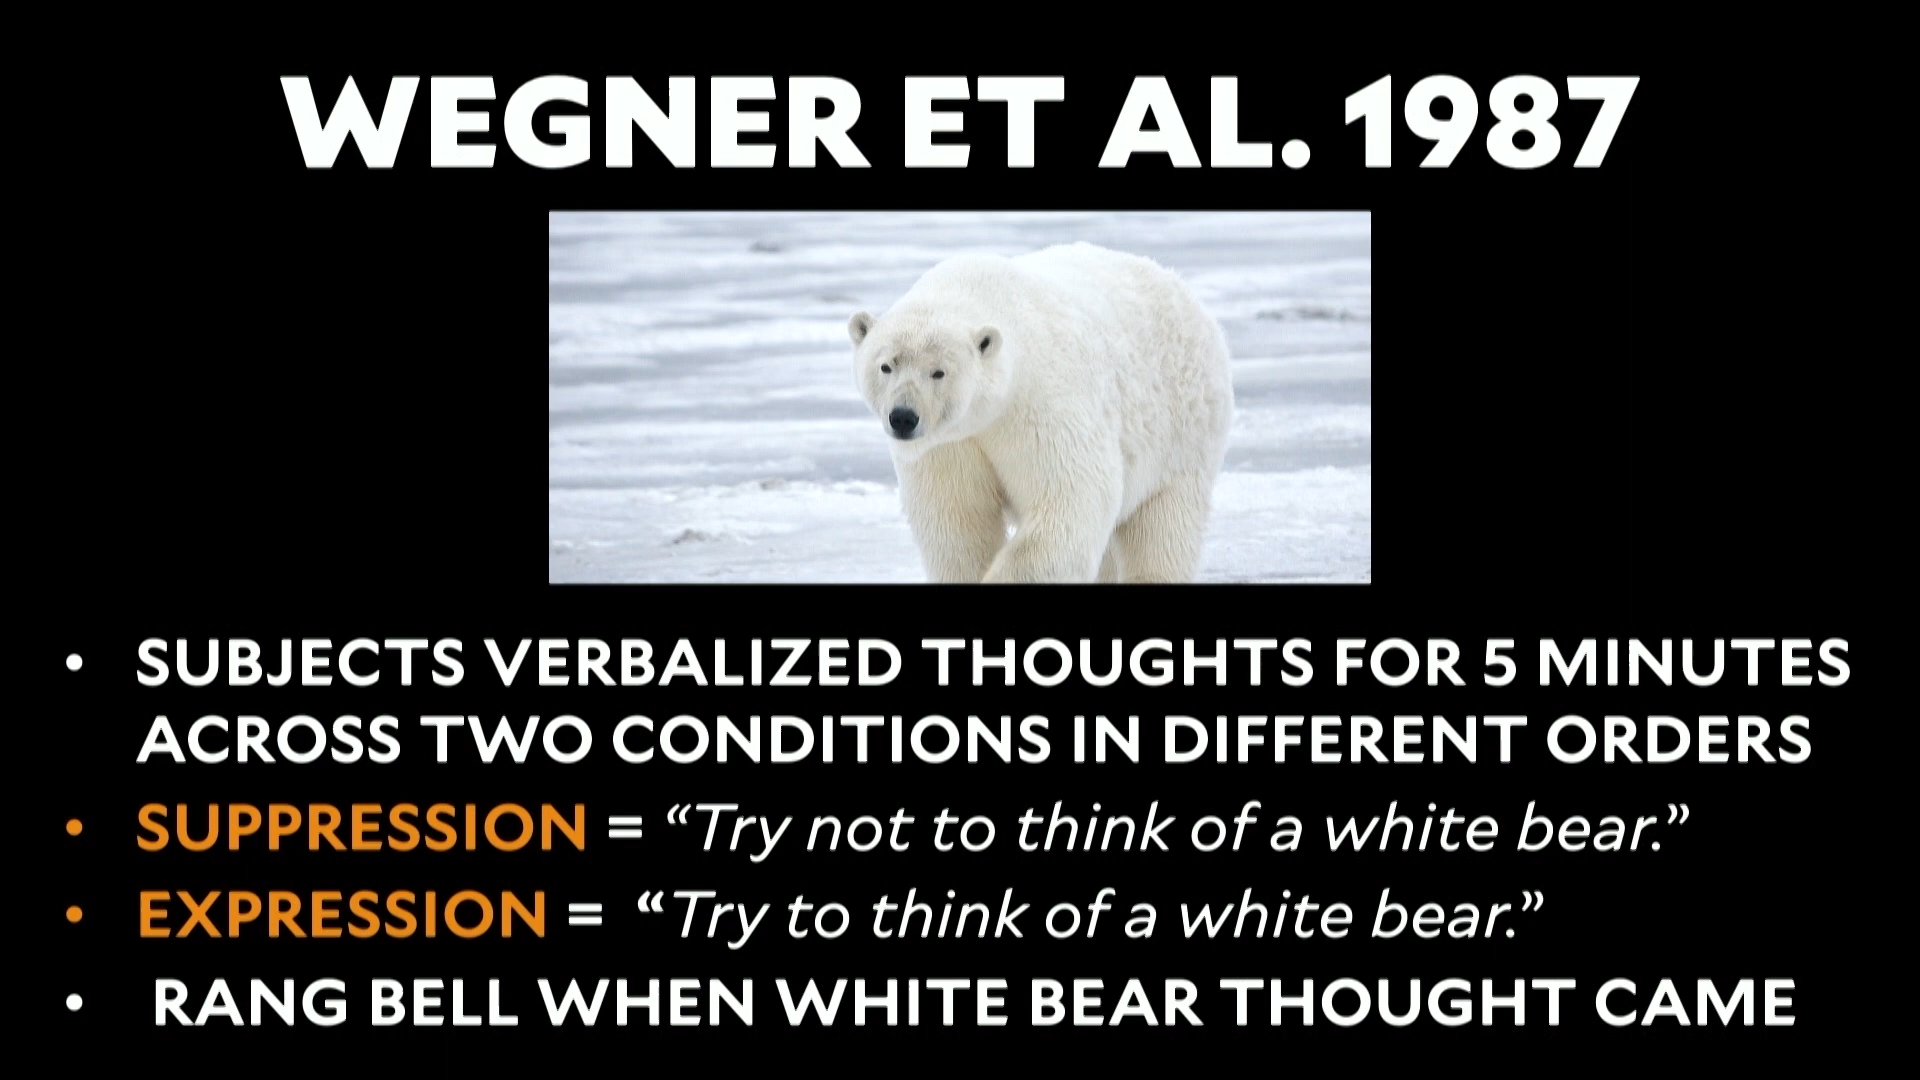 WEGNER ET AL. 1987
• SUBJECTS VERBALIZED THOUGHTS FOR 5 MINUTES
ACROSS TWO CONDITIONS IN DIFFERENT ORDERS
• SUPPRESSION = “Try not to think of a white bear.”
• EXPRESSION = “Try to think of a white bear.”
• RANG BELL WHEN WHITE BEAR THOUGHT CAME